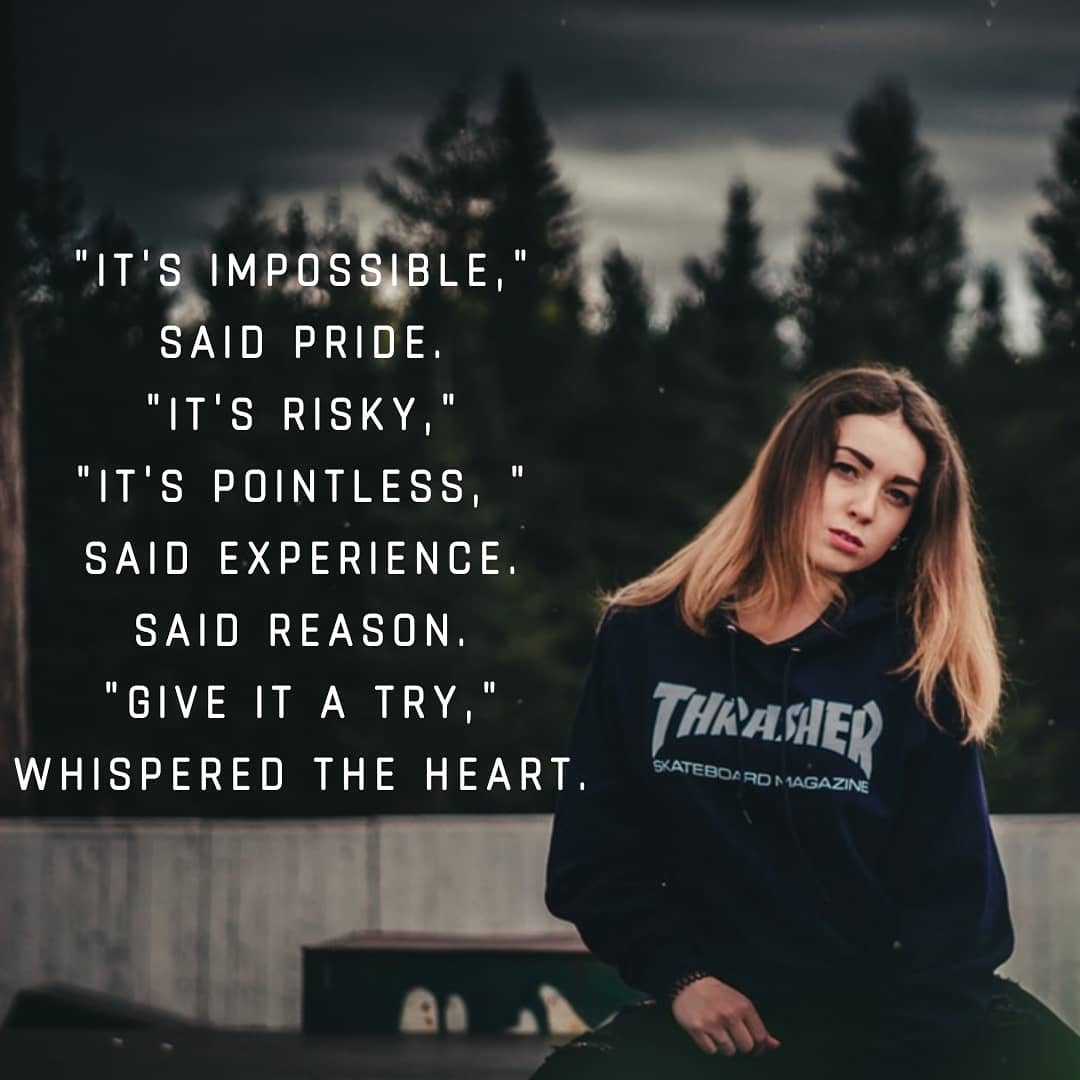 "IT'S IMPOSSIBLE,"
SAID PRIDE.
"IT'S RISKY,"
"IT'S POINTLESS, "
SAID EXPERIENCE.
SAID REASON.
"GIVE IT A TRY,"
WHISPERED THE HEART.
THRASHER
SKATEBOARD MAGAZINE